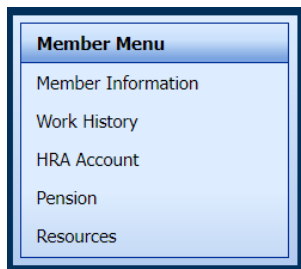 Member Menu
Member Information
Work History
HRA Account
Pension
Resources